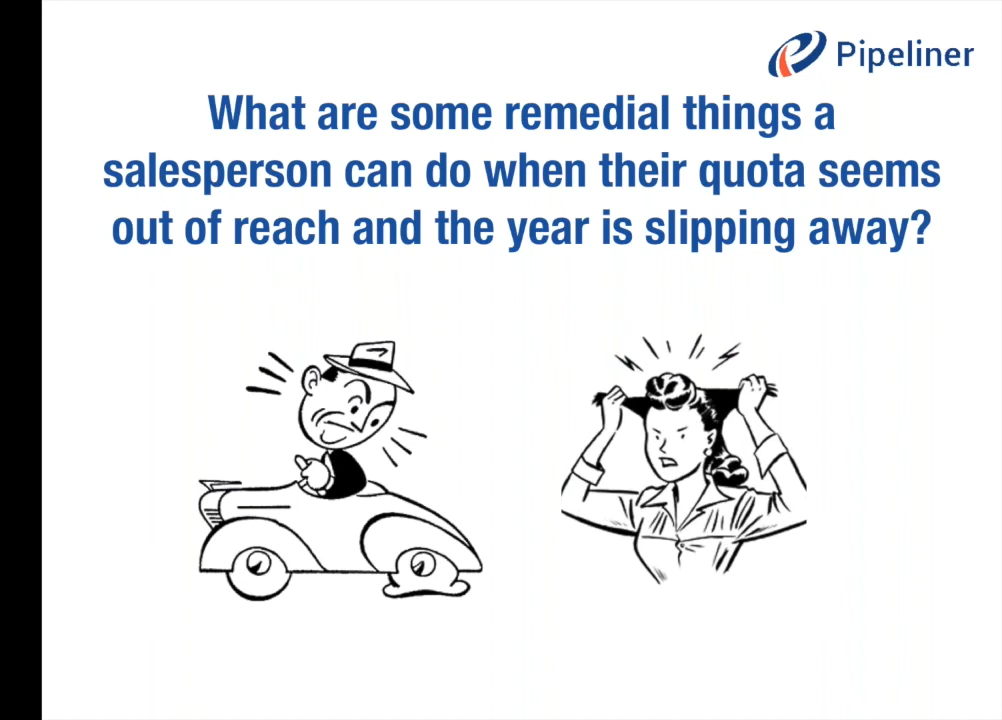 Pipeliner
What are some remedial things a
salesperson can do when their quota seems
out of reach and the year is slipping away?